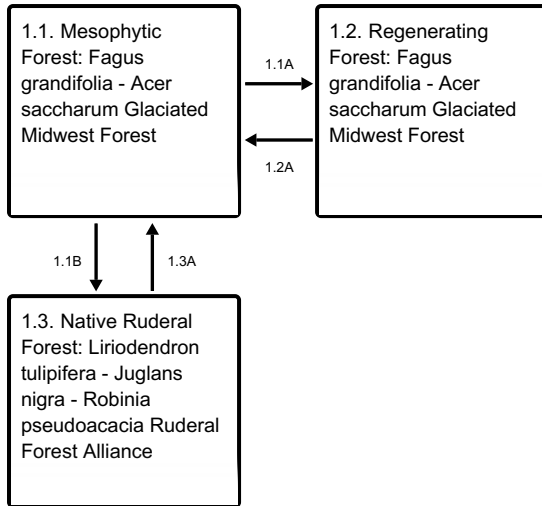 1.1. Mesophytic
Forest: Fagus
grandifolia - Acer
saccharum Glaciated
Midwest Forest
1.1A
1.2A
1.2. Regenerating
Forest: Fagus
grandifolia - Acer
saccharum Glaciated
Midwest Forest
1.1B
1.3A
1.3. Native Ruderal
Forest: Liriodendron
tulipifera - Juglans
nigra - Robinia
pseudoacacia Ruderal
Forest Alliance